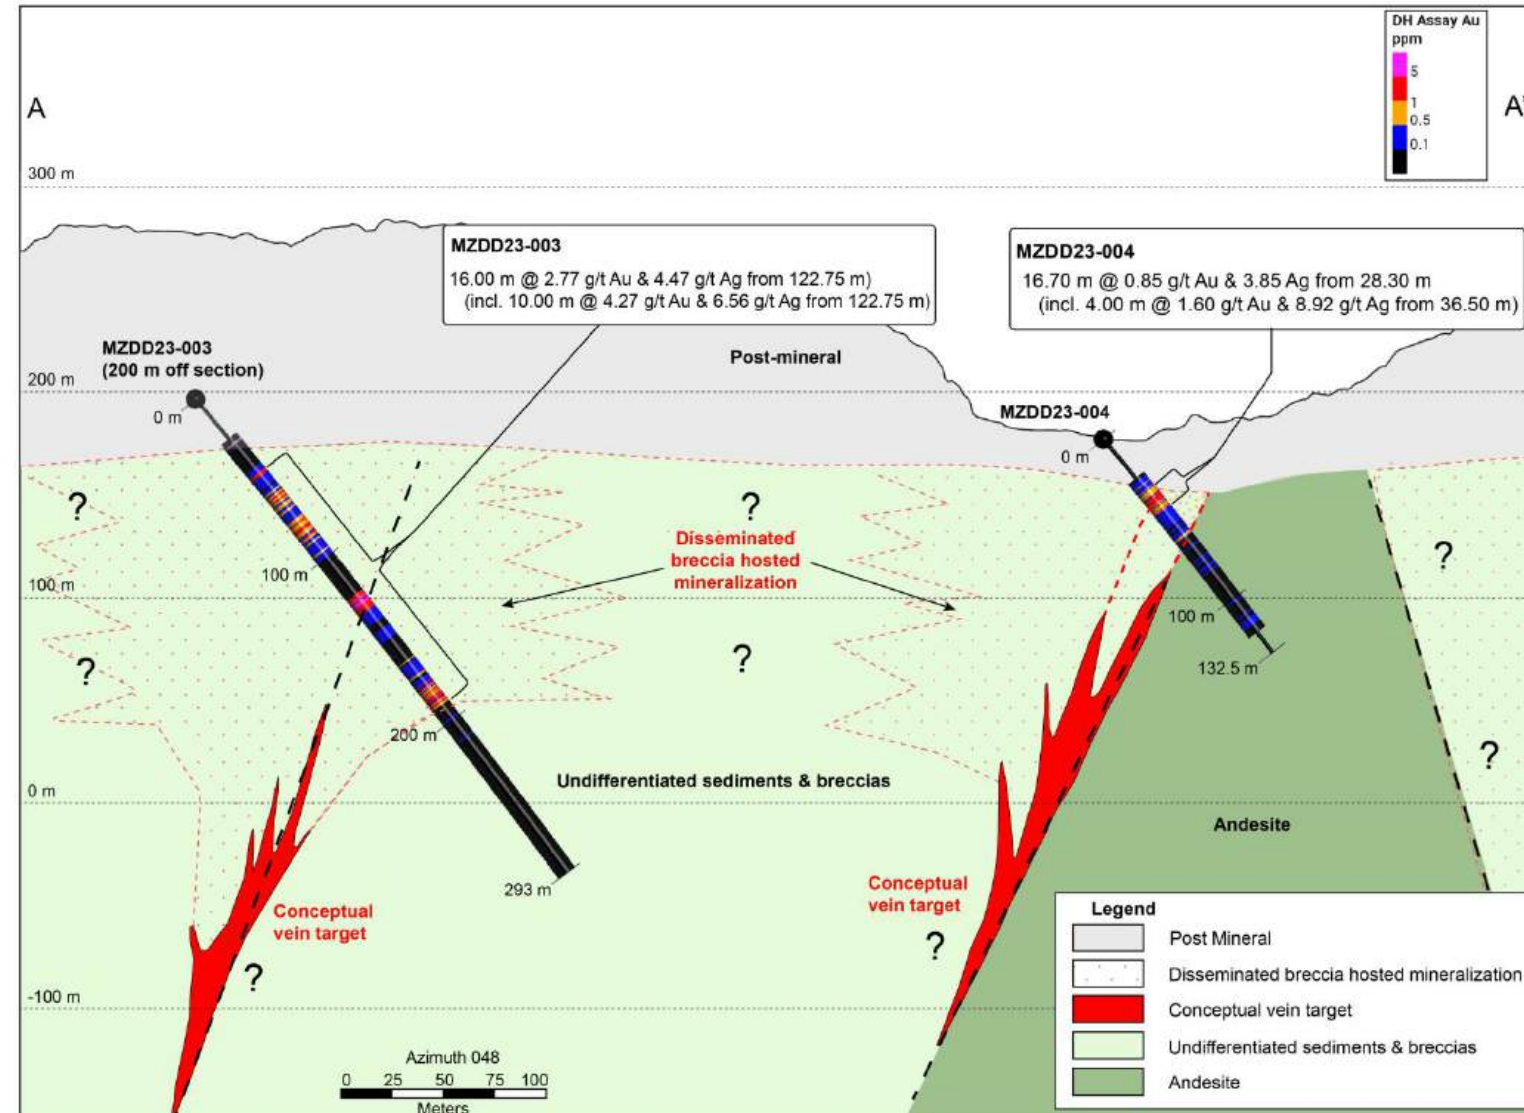 DH Assay Au
ppm
5
1
0.5
0.1
A
A'
300 m
MZDD23-003
16.00 m @ 2.77 g/t Au & 4.47 g/t Ag from 122.75 m)
(incl. 10.00 m @ 4.27 g/t Au & 6.56 g/t Ag from 122.75 m)
MZDD23-004
16.70 m @ 0.85 g/t Au & 3.85 Ag from 28.30 m
(incl. 4.00 m @ 1.60 g/t Au & 8.92 g/t Ag from 36.50 m)
MZDD23-003
(200 m off section)
Post-mineral
200 m
0 m
MZDD23-004
0 m
?
?
Disseminated
breccia hosted
mineralization
?
100 m
100 m
100 m
132.5 m
?
?
?
200 m
0 m
Undifferentiated sediments & breccias
Andesite
293 m
Conceptual
vein target
?
Conceptual
vein target
?
-100 m
Azimuth 048
0 25 50 75 100
Meters
Legend
Post Mineral
Disseminated breccia hosted mineralization
Conceptual vein target
Undifferentiated sediments & breccias
Andesite